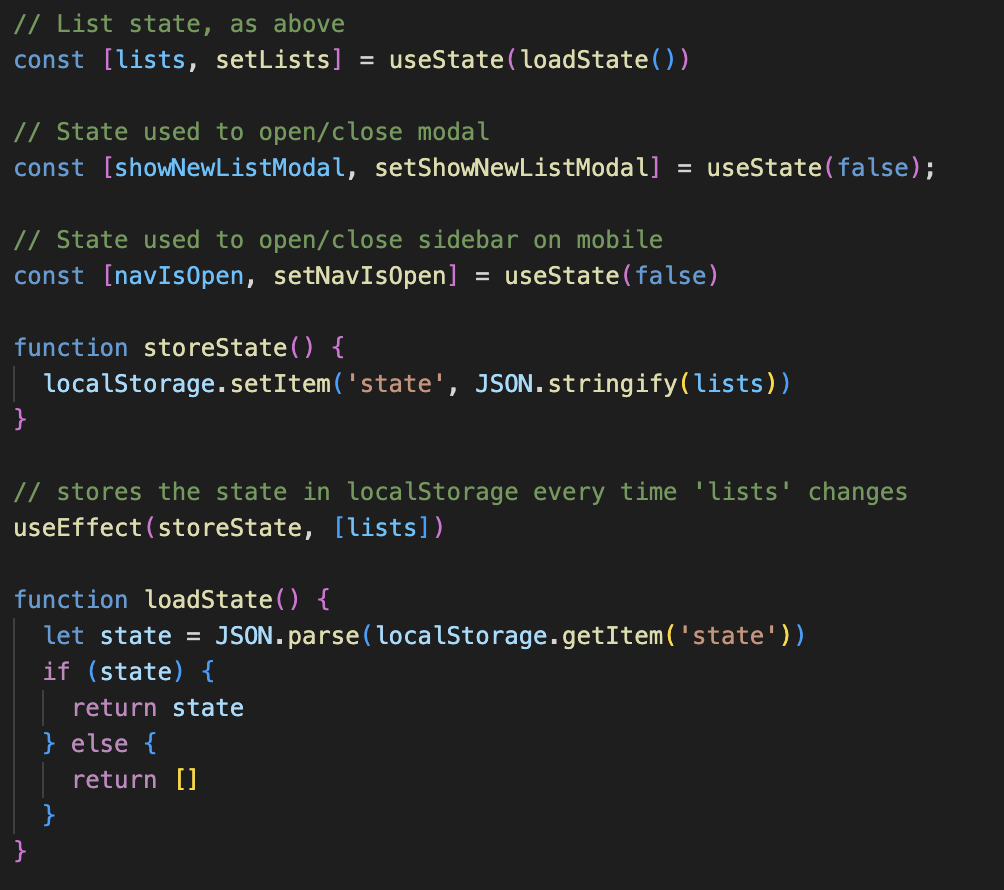 // List state, as above
const [lists, setLists] = useState(loadState())
// State used to open/close modal
const [showNewListModal, setShowNewListModal] = useState(false);
// State used to open/close sidebar on mobile
const [navIsOpen, setNavIsOpen] = useState(false)
function storeState() {
  localStorage.setItem('state', JSON.stringify(lists))
}
// stores the state in localStorage every time 'lists' changes
useEffect(storeState, [lists])
function loadState() {
  let state = JSON.parse(localStorage.getItem('state'))
  if (state) {
    return state
  } else {
    return []
  }
}